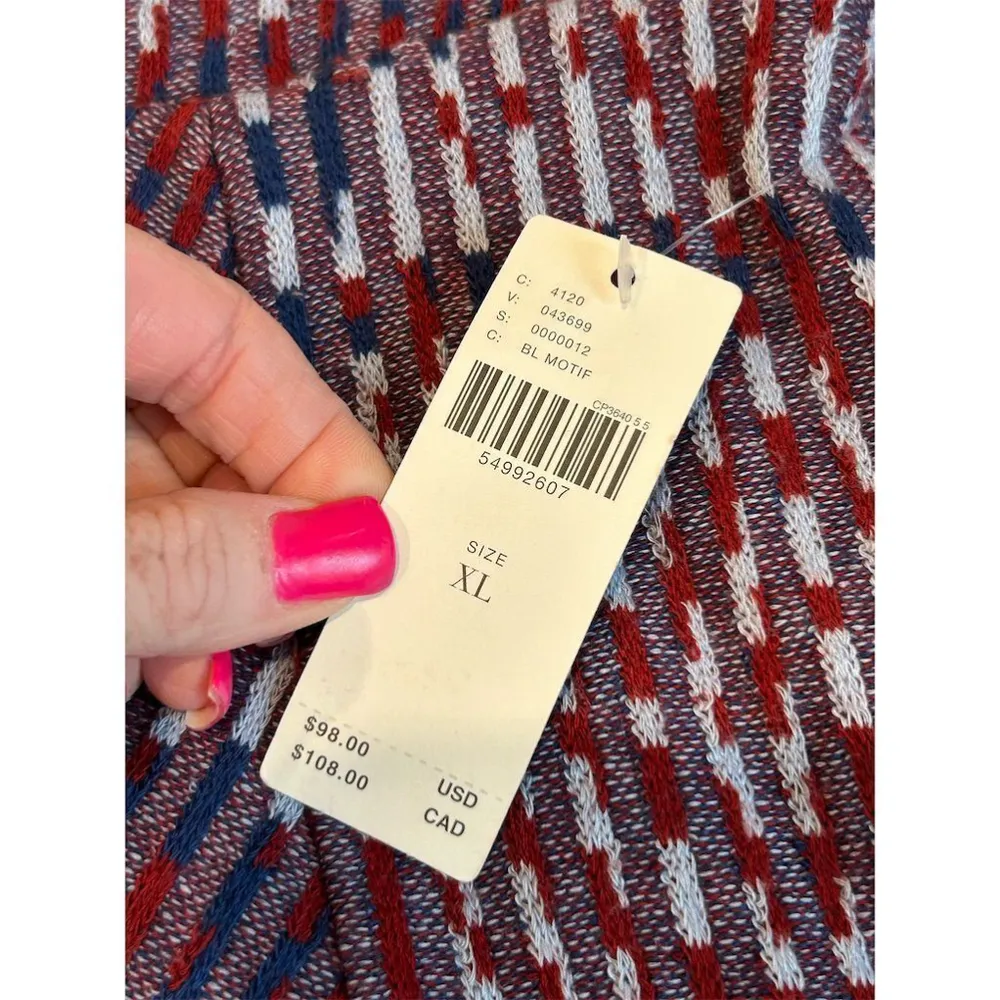 C: 4120
V: 043699
S: 0000012
C: BL MOTIF
CP3640 5 5
54992607
SIZE
XL
$98.00 USD
$108.00 CAD